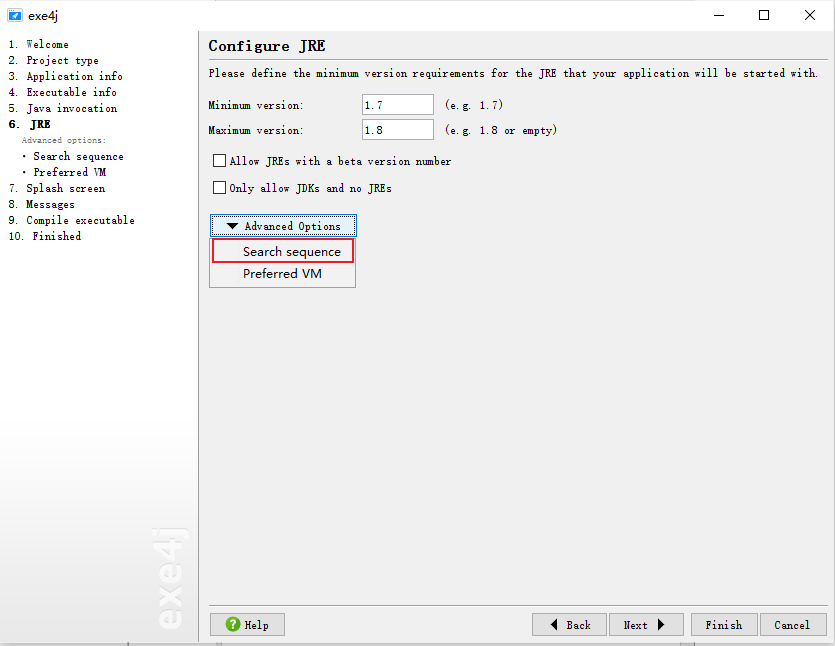 exe4j
1. Welcome
2. Project type
3. Application info
4. Executable info
5. Java invocation
6. JRE
Advanced options:
• Search sequence
• Preferred VM
7. Splash screen
8. Messages
9. Compile executable
10. Finished
exe4j
Configure JRE
Please define the minimum version requirements for the JRE that your application will be started with.
Minimum version: 1.7 (e.g. 1.7)
Maximum version: 1.8 (e.g. 1.8 or empty)
Allow JREs with a beta version number
Only allow JDKs and no JREs
Advanced Options
Search sequence
Preferred VM
? Help Back Next Finish Cancel